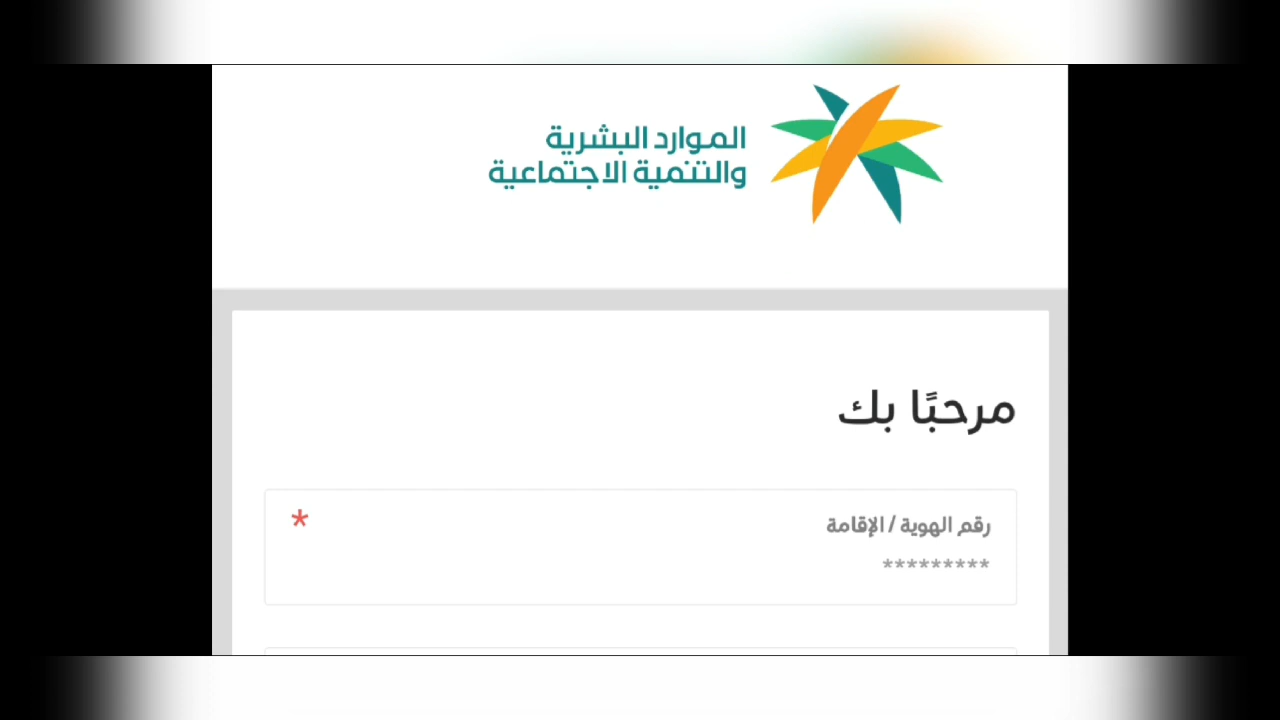 الموارد البشرية
والتنمية الاجتماعية
مرحبًا بك
رقم الهوية / الإقامة
*
*********